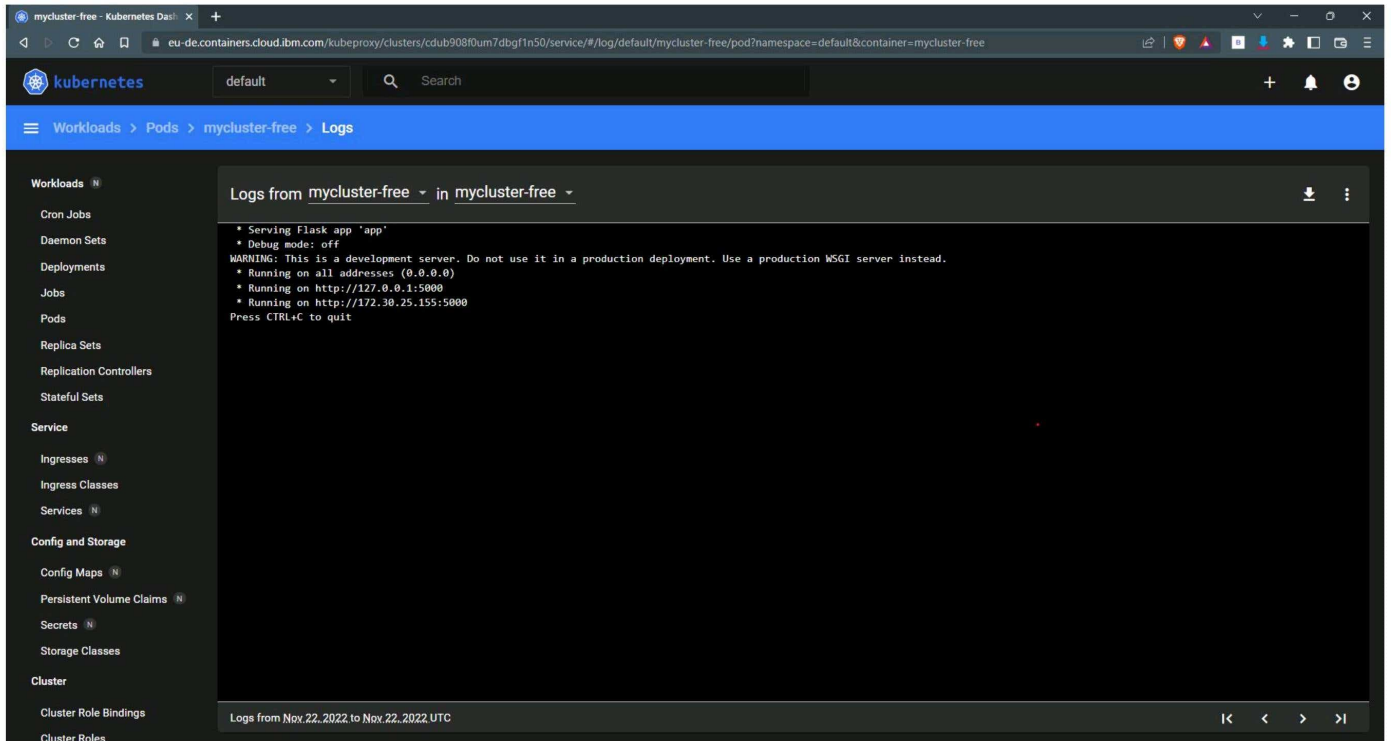 mycluster-free - Kubernetes Dash
eu-de.containers.cloud.ibm.com/kubeproxy/clusters/cdub908f0um7dbgf1n50/service/#/log/default/mycluster-free/pod?namespace=default&container=mycluster-free
kubernetes default Search
Workloads > Pods > mycluster-free > Logs
Workloads N
Cron Jobs
Daemon Sets
Deployments
Jobs
Pods
Replica Sets
Replication Controllers
Stateful Sets
Service
Ingresses N
Ingress Classes
Services N
Config and Storage
Config Maps N
Persistent Volume Claims N
Secrets N
Storage Classes
Cluster
Cluster Role Bindings
Cluster Roles
Logs from mycluster-free in mycluster-free
* Serving Flask app 'app'
* Debug mode: off
WARNING: This is a development server. Do not use it in a production deployment. Use a production WSGI server instead.
* Running on all addresses (0.0.0.0)
* Running on http://127.0.0.1:5000
* Running on http://172.30.25.155:5000
Press CTRL+C to quit
Logs from Nov 22, 2022 to Nov 22, 2022 UTC